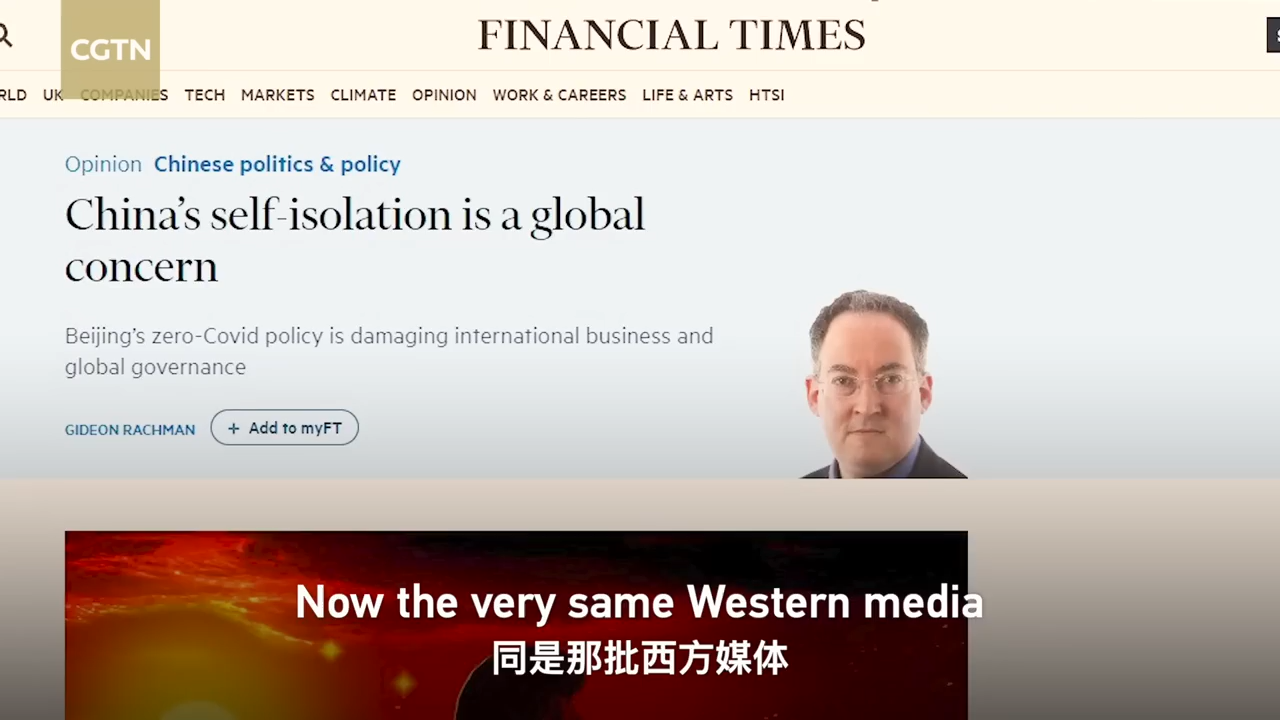 CGTN
FINANCIAL TIMES
RLD UK COMPANIES TECH MARKETS CLIMATE OPINION WORK & CAREERS LIFE & ARTS HTSI
Opinion Chinese politics & policy
China's self-isolation is a global
concern
Beijing's zero-Covid policy is damaging international business and
global governance
GIDEON RACHMAN + Add to myFT
Now the very same Western media
同是那批西方媒体